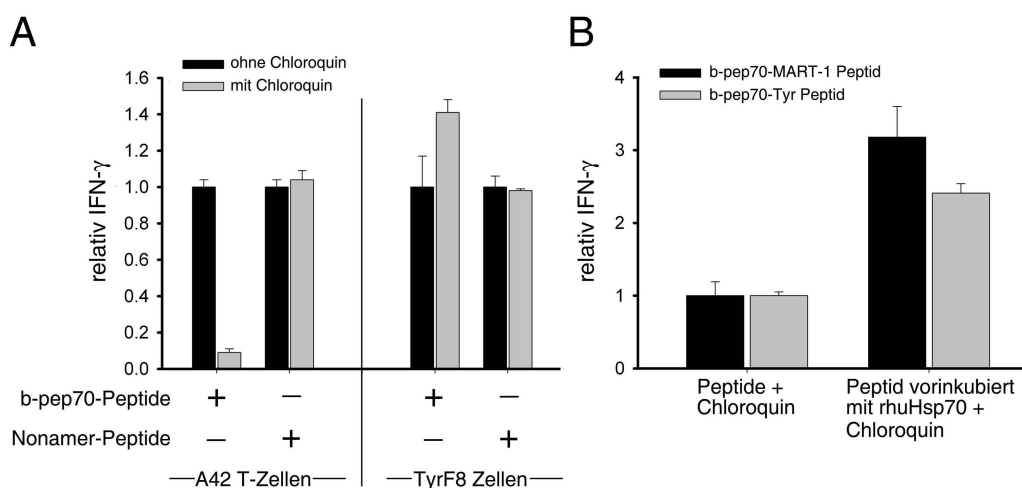 A
ohne Chloroquin
mit Chloroquin
relativ IFN-γ
1.6
1.4
1.2
1.0
0.8
0.6
0.4
0.2
0.0
b-pep70-Peptide + — + —
Nonamer-Peptide — + — +
A42 T-Zellen
TyrF8 Zellen
B
b-pep70-MART-1 Peptid
b-pep70-Tyr Peptid
relativ IFN-γ
4
3
2
1
0
Peptide +
Chloroquin
Peptid vorinkubiert
mit rhuHsp70 +
Chloroquin